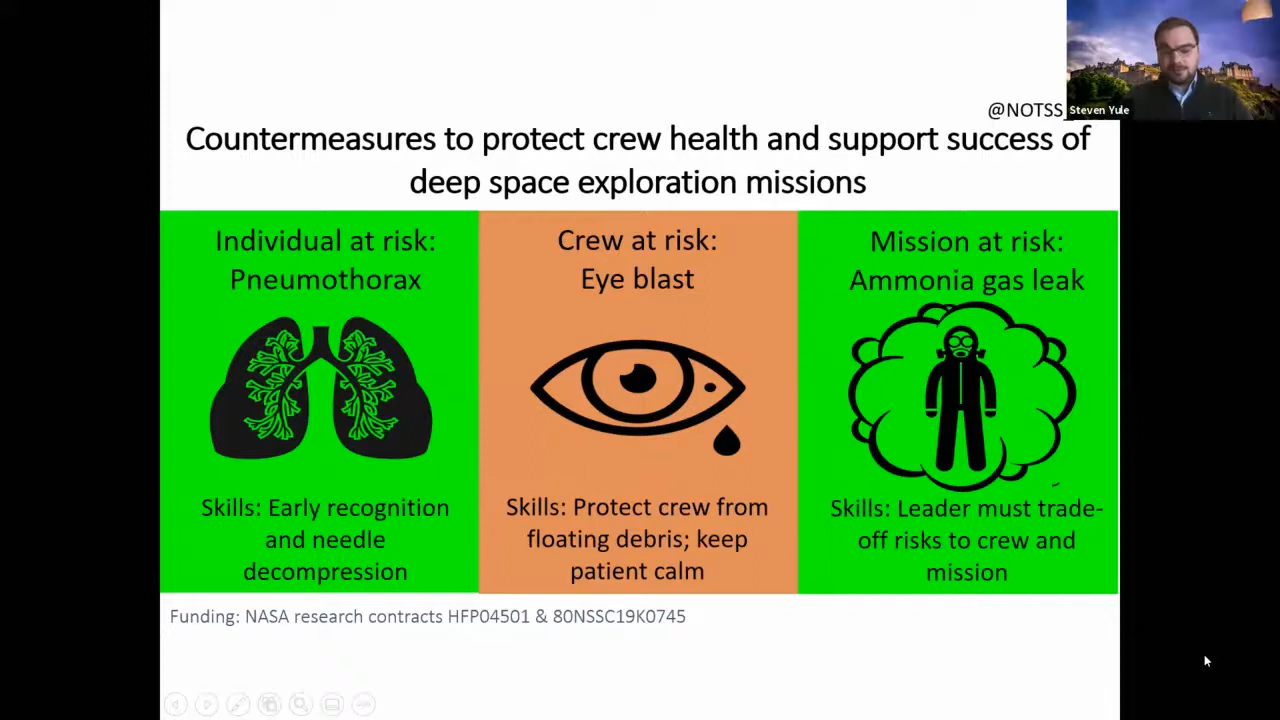 @NOTSS_
Steven Yule
Countermeasures to protect crew health and support success of
deep space exploration missions
Individual at risk:
Pneumothorax
Skills: Early recognition
and needle
decompression
Crew at risk:
Eye blast
Skills: Protect crew from
floating debris; keep
patient calm
Mission at risk:
Ammonia gas leak
Skills: Leader must trade-
off risks to crew and
mission
Funding: NASA research contracts HFP04501 & 80NSSC19K0745